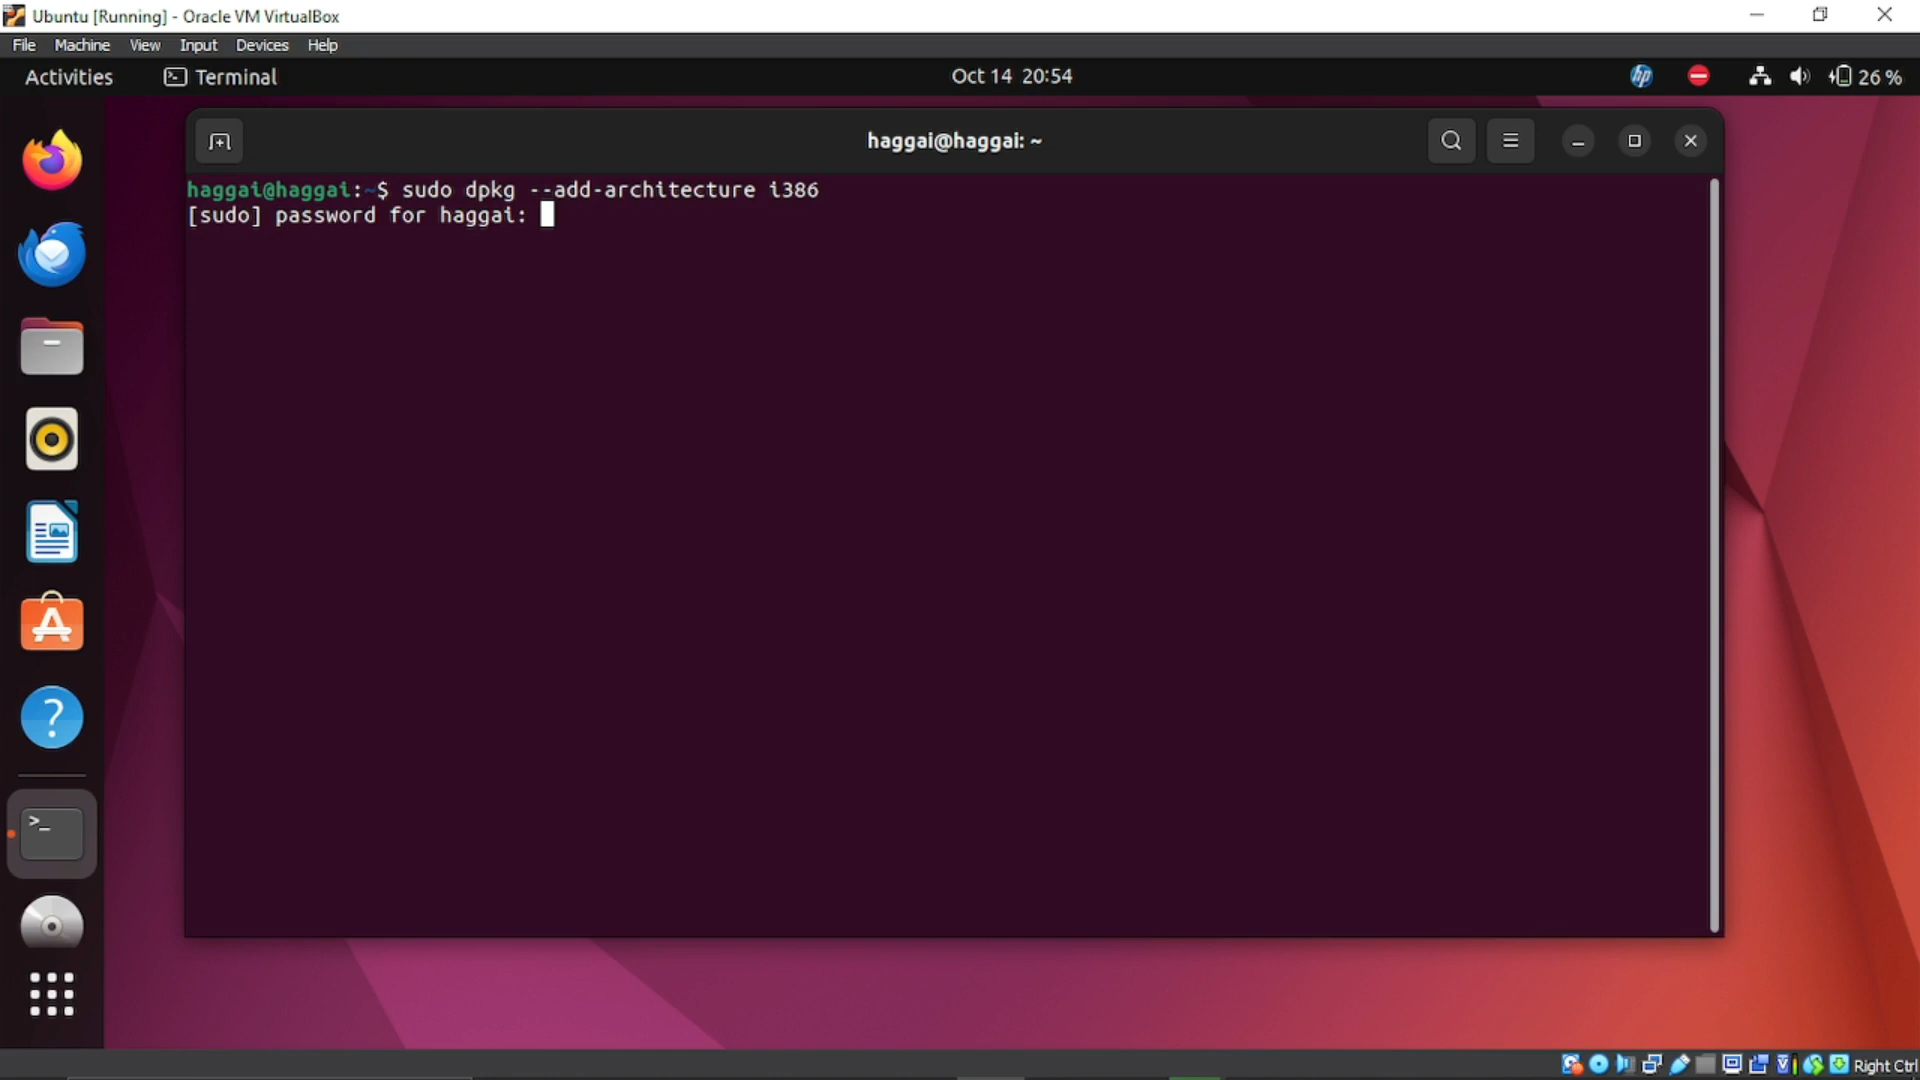 Ubuntu [Running] - Oracle VM VirtualBox
File Machine View Input Devices Help
Activities Terminal Oct 14 20:54 hp 26 %
haggai@haggai: ~
haggai@haggai:~$ sudo dpkg --add-architecture i386
[sudo] password for haggai:
Right Ctrl